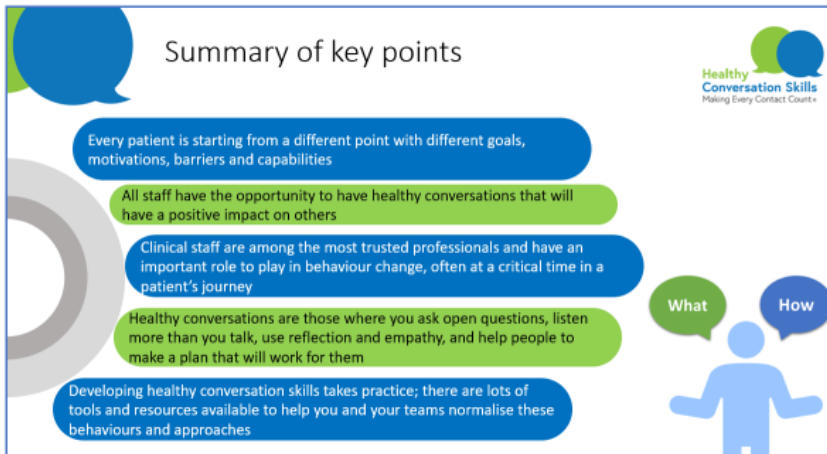 Summary of key points
Healthy
Conversation Skills
Making Every Contact Count+
Every patient is starting from a different point with different goals,
motivations, barriers and capabilities
All staff have the opportunity to have healthy conversations that will
have a positive impact on others
Clinical staff are among the most trusted professionals and have an
important role to play in behaviour change, often at a critical time in a
patient's journey
Healthy conversations are those where you ask open questions, listen
more than you talk, use reflection and empathy, and help people to
make a plan that will work for them
Developing healthy conversation skills takes practice; there are lots of
tools and resources available to help you and your teams normalise these
behaviours and approaches
What
How